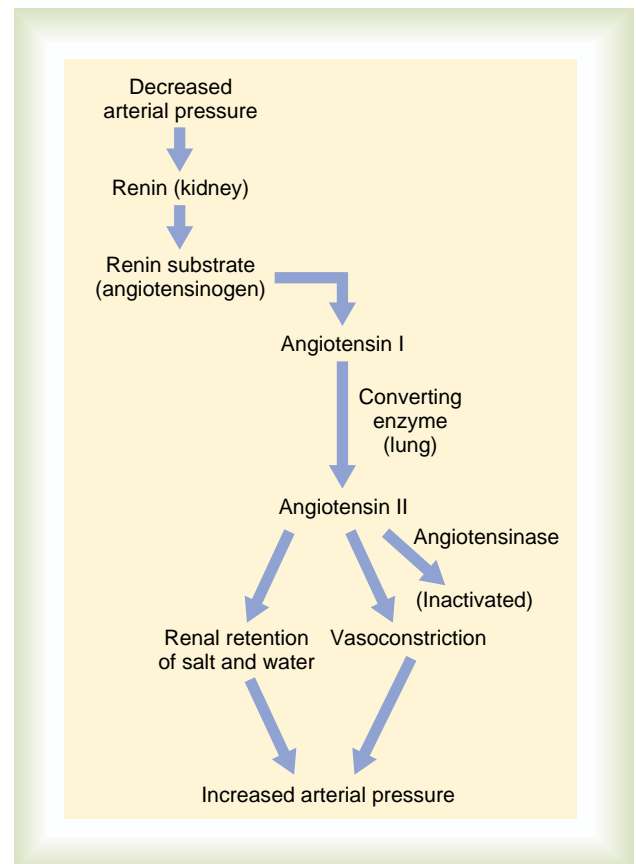 Decreased
arterial pressure
Renin (kidney)
Renin substrate
(angiotensinogen)
Angiotensin I
Converting
enzyme
(lung)
Angiotensin II
Angiotensinase
(Inactivated)
Renal retention
of salt and water
Vasoconstriction
Increased arterial pressure